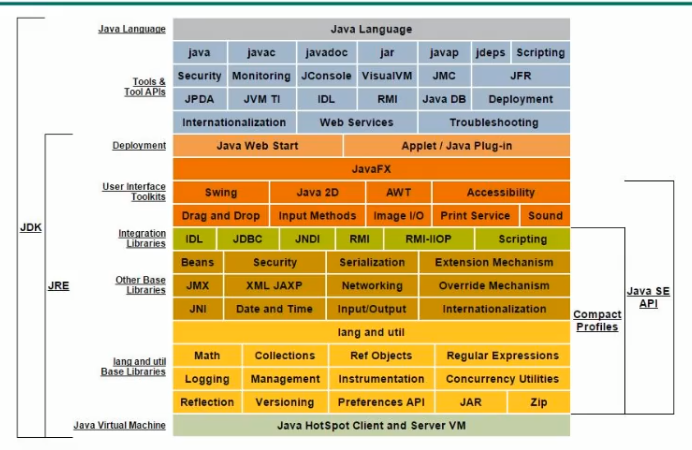 Java Language Java Language
java javac javadoc jar javap jdeps Scripting
Tools & Tool APIs Security Monitoring JConsole VisualVM JMC JFR
JPDA JVM TI IDL RMI Java DB Deployment
Internationalization Web Services Troubleshooting
Deployment Java Web Start Applet / Java Plug-in
JavaFX
User Interface Toolkits Swing Java 2D AWT Accessibility
Drag and Drop Input Methods Image I/O Print Service Sound
JDK
Integration Libraries IDL JDBC JNDI RMI RMI-IIOP Scripting
Beans Security Serialization Extension Mechanism
JRE Other Base Libraries JMX XML JAXP Networking Override Mechanism Java SE API
JNI Date and Time Input/Output Internationalization Compact Profiles
lang and util
lang and util Base Libraries Math Collections Ref Objects Regular Expressions
Logging Management Instrumentation Concurrency Utilities
Reflection Versioning Preferences API JAR Zip
Java Virtual Machine Java HotSpot Client and Server VM